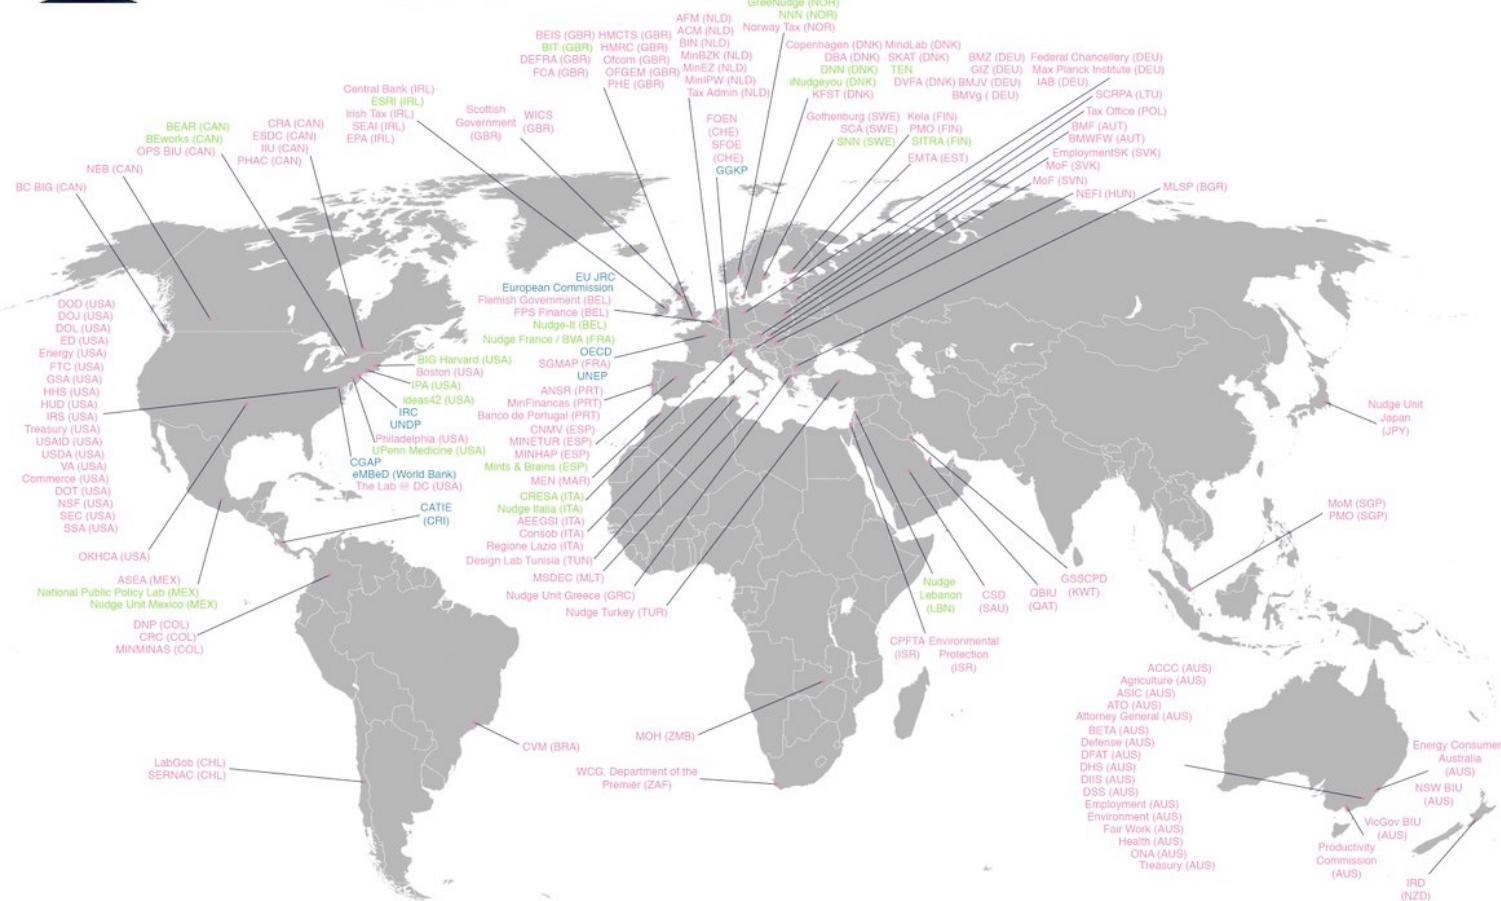 GreeNudge (NOR)
NNN (NOR)
Norway Tax (NOR)
AFM (NLD)
ACM (NLD)
BIN (NLD)
MinBZK (NLD)
MinEZ (NLD)
MinIPW (NLD)
Tax Admin (NLD)
BEIS (GBR) HMCTS (GBR)
BIT (GBR) HMRC (GBR)
DEFRA (GBR) Ofcom (GBR)
FCA (GBR) OFGEM (GBR)
PHE (GBR)
Copenhagen (DNK) MindLab (DNK)
DBA (DNK) SKAT (DNK)
DNN (DNK) TEN
iNudgeyou (DNK) DVFA (DNK)
KFST (DNK)
BMZ (DEU) Federal Chancellery (DEU)
GIZ (DEU) Max Planck Institute (DEU)
BMJV (DEU) IAB (DEU)
BMVg ( DEU)
SCRPA (LTU)
Tax Office (POL)
BMF (AUT)
BMWFW (AUT)
EmploymentSK (SVK)
MoF (SVK)
MoF (SVN)
NEFI (HUN)
MLSP (BGR)
Central Bank (IRL)
ESRI (IRL)
Irish Tax (IRL)
SEAI (IRL)
EPA (IRL)
Scottish
Government
(GBR)
WICS
(GBR)
FOEN
(CHE)
SFOE
(CHE)
GGKP
Gothenburg (SWE)
SCA (SWE)
SNN (SWE)
Kela (FIN)
PMO (FIN)
SITRA (FIN)
EMTA (EST)
BEAR (CAN)
BEworks (CAN)
OPS BIU (CAN)
CRA (CAN)
ESDC (CAN)
IIU (CAN)
PHAC (CAN)
NEB (CAN)
BC BIG (CAN)
DOD (USA)
DOJ (USA)
DOL (USA)
ED (USA)
Energy (USA)
FTC (USA)
GSA (USA)
HHS (USA)
HUD (USA)
IRS (USA)
Treasury (USA)
USAID (USA)
USDA (USA)
VA (USA)
Commerce (USA)
DOT (USA)
NSF (USA)
SEC (USA)
SSA (USA)
OKHCA (USA)
BIG Harvard (USA)
Boston (USA)
IPA (USA)
ideas42 (USA)
IRC
UNDP
Philadelphia (USA)
UPenn Medicine (USA)
CGAP
eMBeD (World Bank)
The Lab @ DC (USA)
CATIE
(CRI)
ASEA (MEX)
National Public Policy Lab (MEX)
Nudge Unit Mexico (MEX)
DNP (COL)
CRC (COL)
MINMINAS (COL)
LabGob (CHL)
SERNAC (CHL)
CVM (BRA)
EU JRC
European Commission
Flemish Government (BEL)
FPS Finance (BEL)
Nudge-It (BEL)
Nudge France / BVA (FRA)
OECD
SGMAP (FRA)
UNEP
ANSR (PRT)
MinFinancas (PRT)
Banco de Portugal (PRT)
CNMV (ESP)
MINETUR (ESP)
MINHAP (ESP)
Mints & Brains (ESP)
MEN (MAR)
CRESA (ITA)
Nudge Italia (ITA)
AEEGSI (ITA)
Consob (ITA)
Regione Lazio (ITA)
Design Lab Tunisia (TUN)
MSDEC (MLT)
Nudge Unit Greece (GRC)
Nudge Turkey (TUR)
Nudge
Lebanon
(LBN)
CSD
(SAU)
QBIU
(QAT)
GSSCPD
(KWT)
CPFTA
(ISR)
Environmental
Protection
(ISR)
MOH (ZMB)
WCG, Department of the
Premier (ZAF)
Nudge Unit
Japan
(JPY)
MoM (SGP)
PMO (SGP)
ACCC (AUS)
Agriculture (AUS)
ASIC (AUS)
ATO (AUS)
Attorney General (AUS)
BETA (AUS)
Defense (AUS)
DFAT (AUS)
DHS (AUS)
DIIS (AUS)
DSS (AUS)
Employment (AUS)
Environment (AUS)
Fair Work (AUS)
Health (AUS)
ONA (AUS)
Treasury (AUS)
Energy Consumer
Australia
(AUS)
NSW BIU
(AUS)
VicGov BIU
(AUS)
Productivity
Commission
(AUS)
IRD
(NZD)